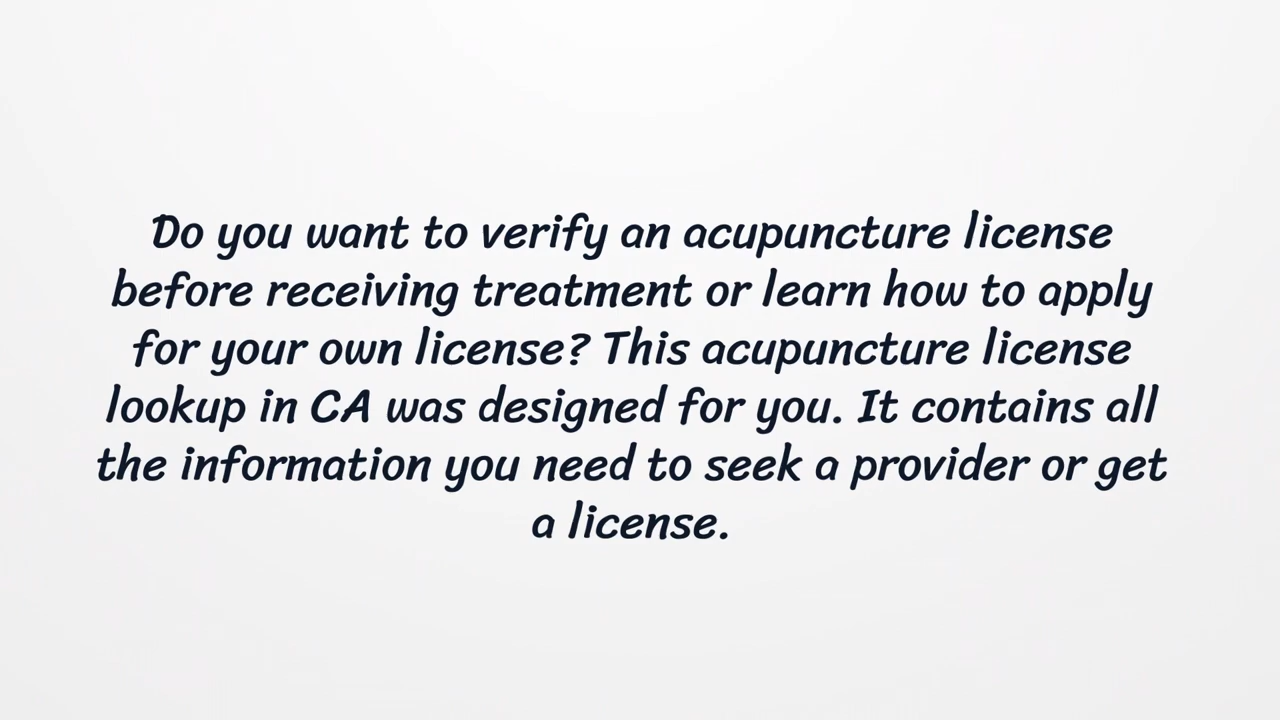 Do you want to verify an acupuncture license
before receiving treatment or learn how to apply
for your own license? This acupuncture license
lookup in CA was designed for you. It contains all
the information you need to seek a provider or get
a license.